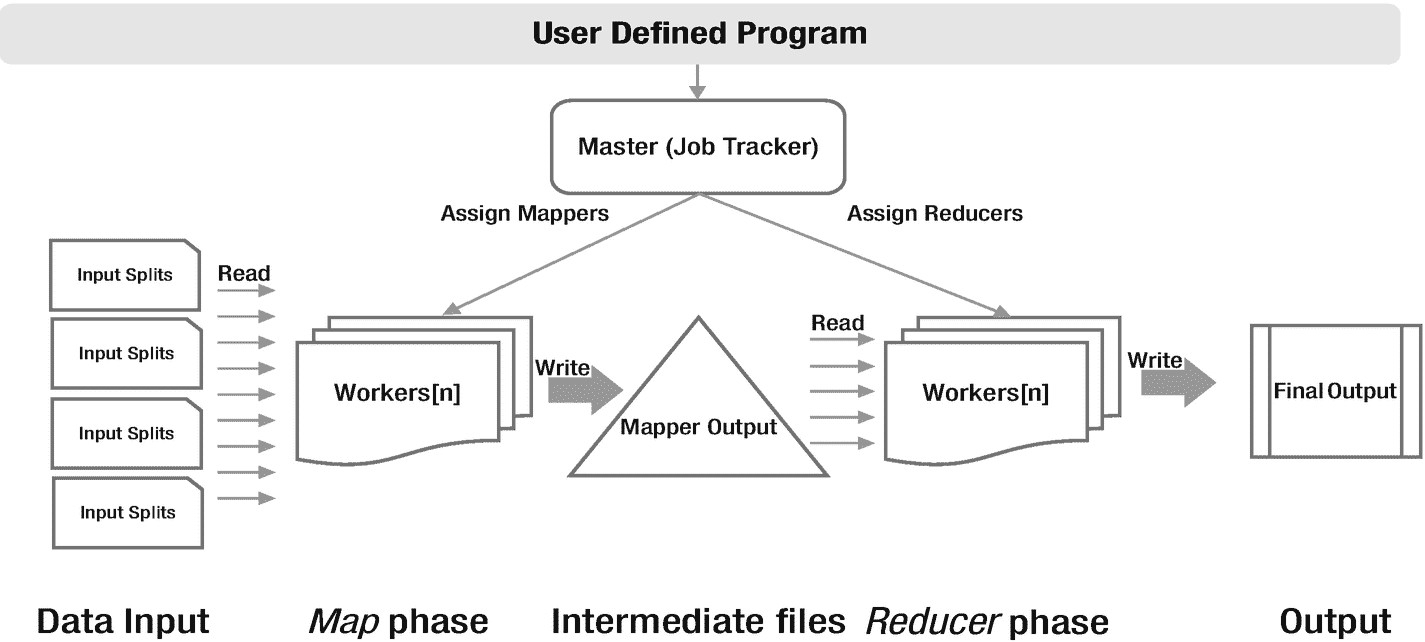 User Defined Program
Master (Job Tracker)
Assign Mappers
Assign Reducers
Input Splits
Read
Input Splits
Input Splits
Input Splits
Workers[n]
Write
Mapper Output
Read
Workers[n]
Write
Final Output
Data Input
Map phase
Intermediate files
Reducer phase
Output